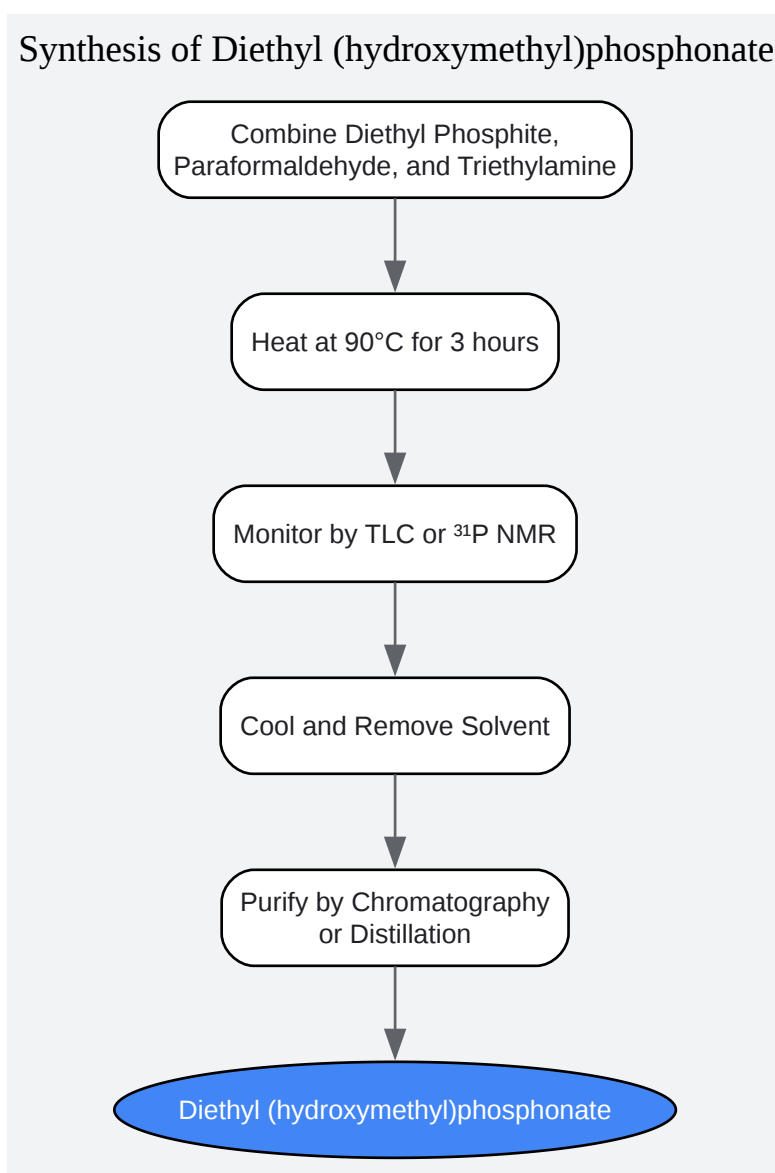 Synthesis of Diethyl (hydroxymethyl)phosphonate
Combine Diethyl Phosphite,
Paraformaldehyde, and Triethylamine
Heat at 90°C for 3 hours
Monitor by TLC or ³¹P NMR
Cool and Remove Solvent
Purify by Chromatography
or Distillation
Diethyl (hydroxymethyl)phosphonate